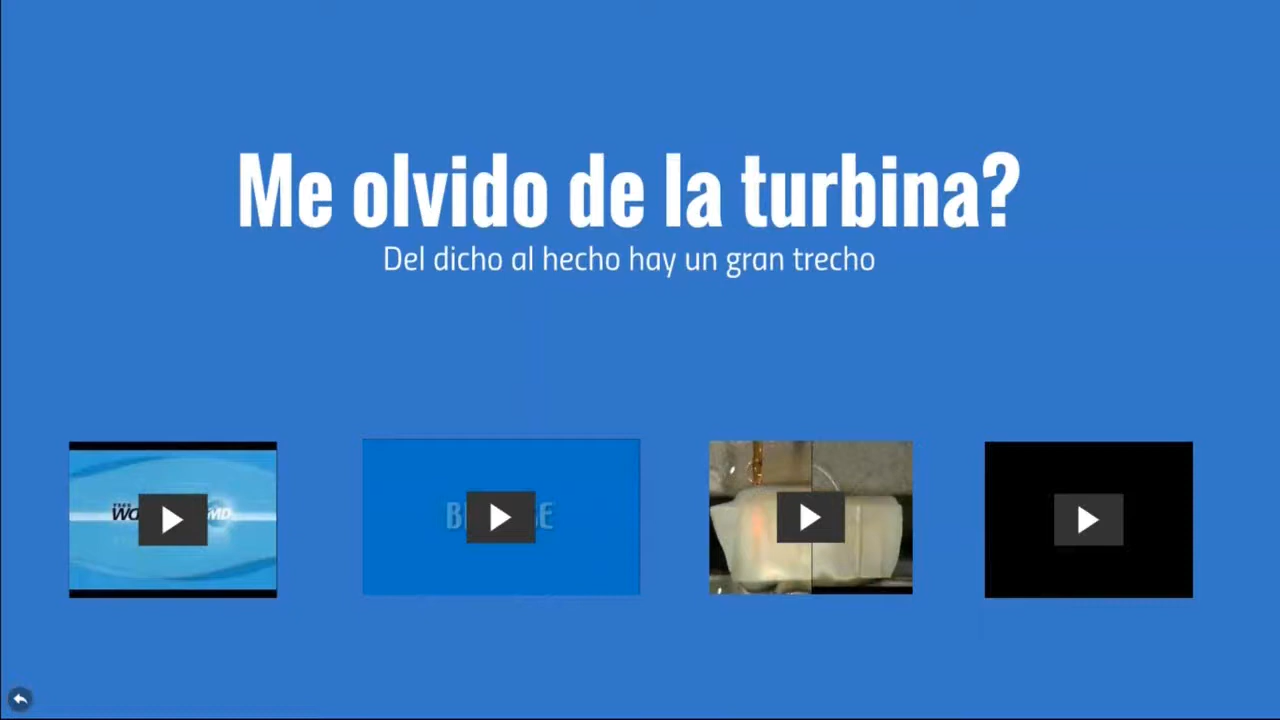 Me olvido de la turbina?
Del dicho al hecho hay un gran trecho